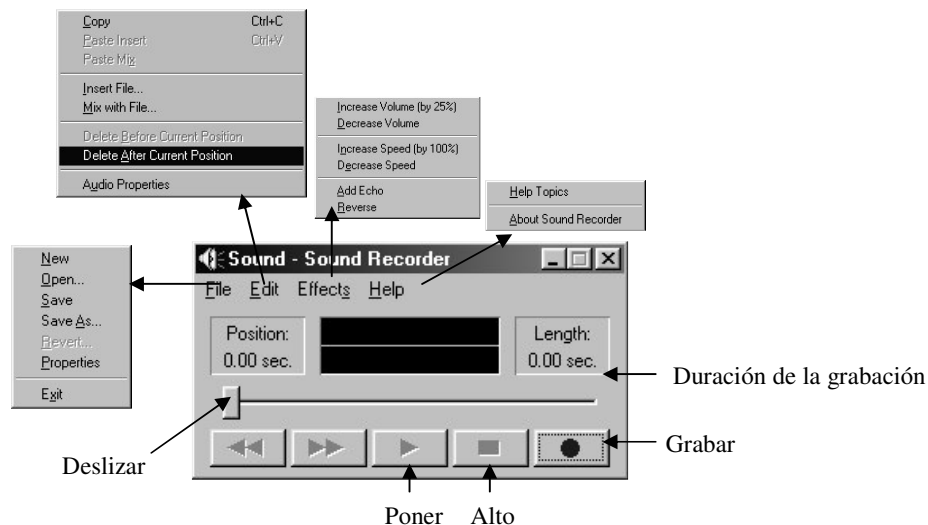 Copy Ctrl+C
Paste Insert Ctrl+V
Paste Mix
Insert File...
Mix with File...
Delete Before Current Position
Delete After Current Position
Audio Properties
Increase Volume (by 25%)
Decrease Volume
Increase Speed (by 100%)
Decrease Speed
Add Echo
Reverse
Help Topics
About Sound Recorder
New
Open...
Save
Save As...
Revert...
Properties
Exit
Sound - Sound Recorder
File Edit Effects Help
Position:
0.00 sec.
Length:
0.00 sec.
Duración de la grabación
Grabar
Deslizar
Poner Alto